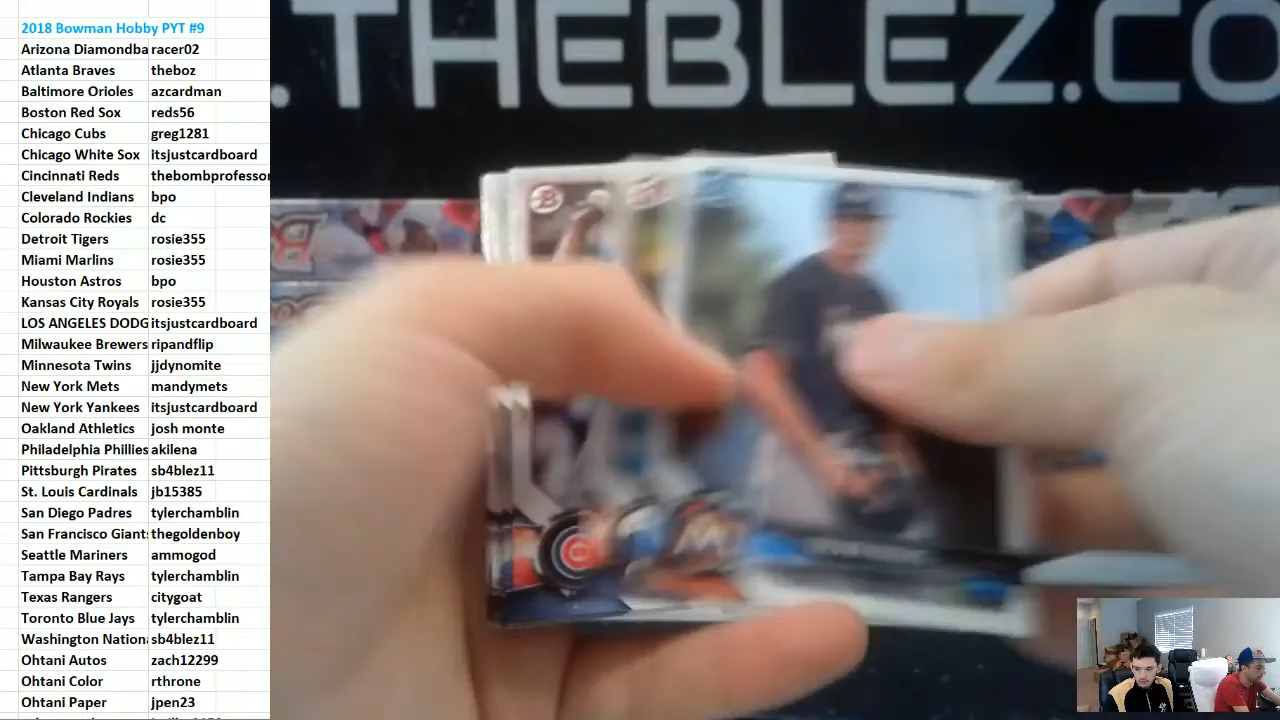 2018 Bowman Hobby PYT #9
Arizona Diamondba racer02
Atlanta Braves theboz
Baltimore Orioles azcardman
Boston Red Sox reds56
Chicago Cubs greg1281
Chicago White Sox itsjustcardboard
Cincinnati Reds thebombprofessor
Cleveland Indians bpo
Colorado Rockies dc
Detroit Tigers rosie355
Miami Marlins rosie355
Houston Astros bpo
Kansas City Royals rosie355
LOS ANGELES DODG itsjustcardboard
Milwaukee Brewers ripandflip
Minnesota Twins jjdynomite
New York Mets mandymets
New York Yankees itsjustcardboard
Oakland Athletics josh monte
Philadelphia Phillies akilena
Pittsburgh Pirates sb4blez11
St. Louis Cardinals jb15385
San Diego Padres tylerchamblin
San Francisco Giants thegoldenboy
Seattle Mariners ammogod
Tampa Bay Rays tylerchamblin
Texas Rangers citygoat
Toronto Blue Jays tylerchamblin
Washington Nation sb4blez11
Ohtani Autos zach12299
Ohtani Color rthrone
Ohtani Paper jpen23
.THEBLEZ.CO
B